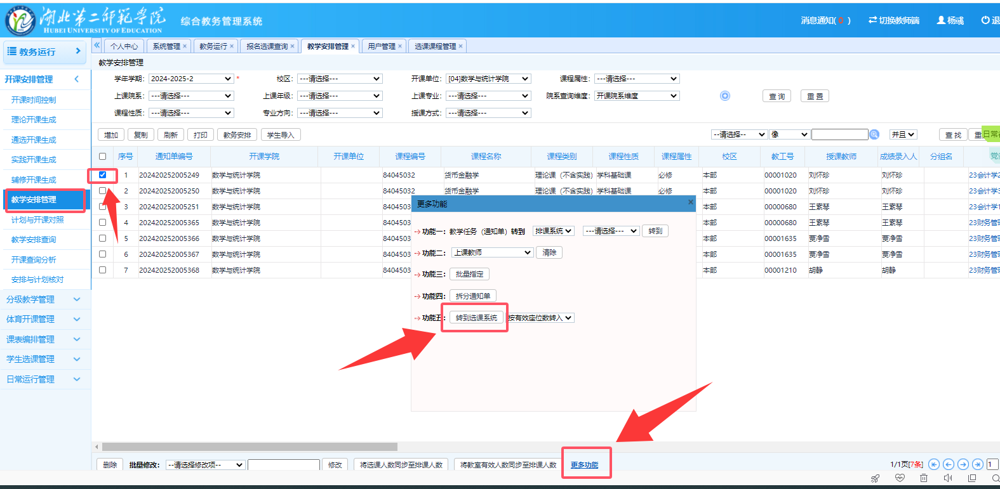 湖北第二师范学院
HUBEI UNIVERSITY OF EDUCATION
综合教务管理系统
消息通知( 0 ) 切换教师端 杨彧 退
教务运行
个人中心 系统管理 × 教务运行 × 报名选课查询 × 教学安排管理 × 用户管理 × 选课课程管理 ×
教学安排管理
开课安排管理
开课时间控制
理论开课生成
通选开课生成
实践开课生成
辅修开课生成
教学安排管理
计划与开课对照
教学安排查询
开课查询分析
安排与计划核对
分级教学管理
体育开课管理
课表编排管理
学生选课管理
日常运行管理
学年学期: 2024-2025-2 * 校区: ---请选择--- 开课单位: [04]数学与统计学院 课程属性: ---请选择---
上课院系: ---请选择--- 上课年级: ---请选择--- 上课专业: ---请选择--- 院系查询维度: 开课院系维度 查 询 重 置
课程性质: ---请选择--- 专业方向: ---请选择--- 授课方式: ---请选择---
增加 复制 刷新 打印 教务安排 学生导入 --请选择-- 像 并且 查 找 重 日常
序号 通知单编号 开课学院 开课单位 课程编号 课程名称 课程类别 课程性质 课程属性 校区 教工号 授课教师 成绩录入人 分组名
1 202420252005249 数学与统计学院 84045032 货币金融学 理论课（不含实践） 学科基础课 必修 本部 00001020 刘怀珍 刘怀珍 23会计学2
2 202420252005250 数学与统计学院 84045032 货币金融学 理论课（不含实践） 学科基础课 必修 本部 00001020 刘怀珍 刘怀珍 23会计学3
3 202420252005251 数学与统计学院 8404503 本部 00000680 王素琴 王素琴 23会计学1
4 202420252005365 数学与统计学院 8404503 本部 00000680 王素琴 王素琴 23财务管理
5 202420252005366 数学与统计学院 8404503 本部 00001635 贾净雪 贾净雪 23财务管理
6 202420252005367 数学与统计学院 8404503 本部 00001635 贾净雪 贾净雪 23财务管理
7 202420252005368 数学与统计学院 8404503 本部 00001210 胡静 胡静 23财务管理
更多功能 ×
功能一: 教学任务（通知单）转到 排课系统 ---请选择--- 转到
功能二: 上课教师 清除
功能三: 批量指定
功能四: 拆分通知单
功能五: 转到选课系统 按有效座位数转入
删除 批量修改: --请选择修改项-- 修改 将选课人数同步至排课人数 将教室有效人数同步至排课人数 更多功能 1/1页[7条] 1